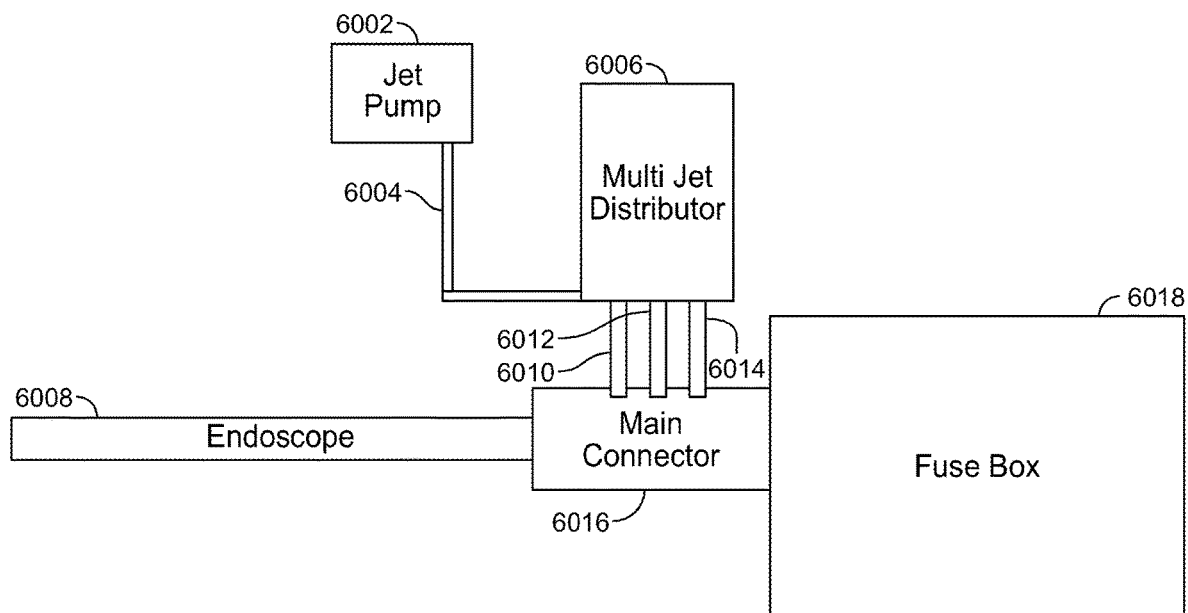 6002
Jet
Pump
6006
6004
Multi Jet
Distributor
6018
6012
6010
6014
6008
Endoscope
Main
Connector
6016
Fuse Box